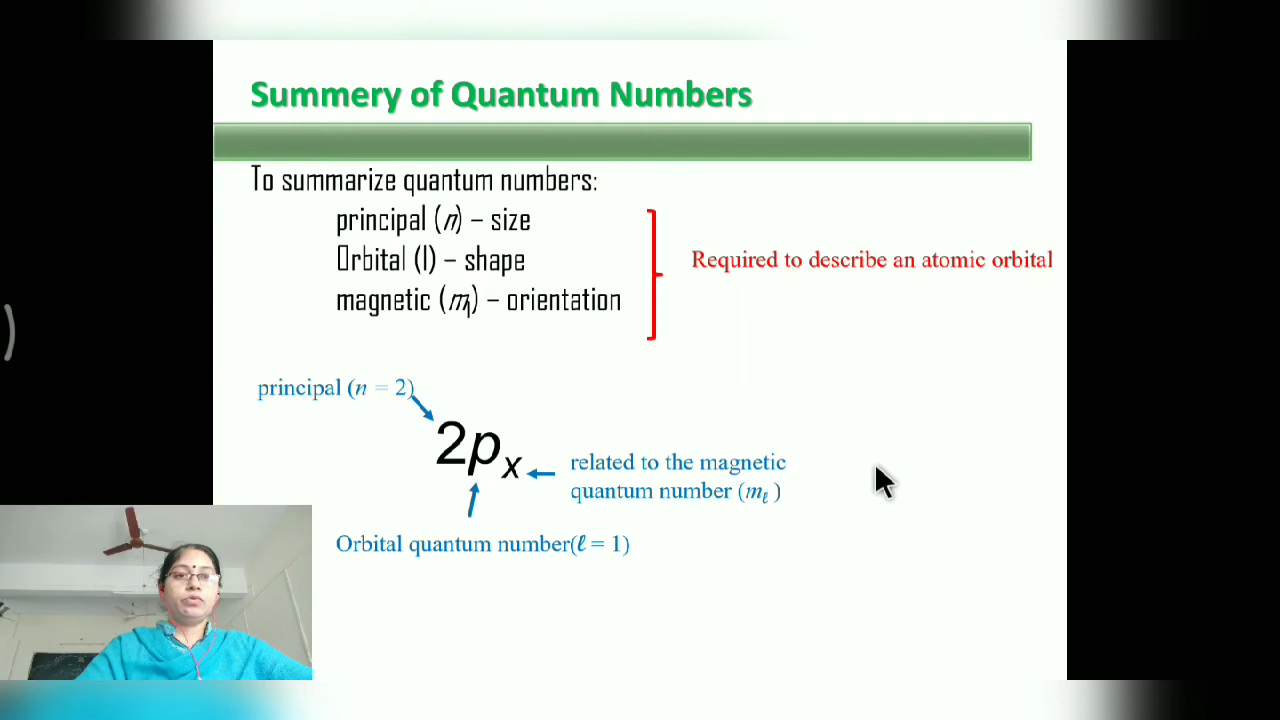 Summery of Quantum Numbers
To summarize quantum numbers:
principal (n) – size
Orbital (l) – shape
magnetic (ml) – orientation
Required to describe an atomic orbital
principal (n = 2)
2px
related to the magnetic
quantum number (mℓ )
Orbital quantum number(ℓ = 1)